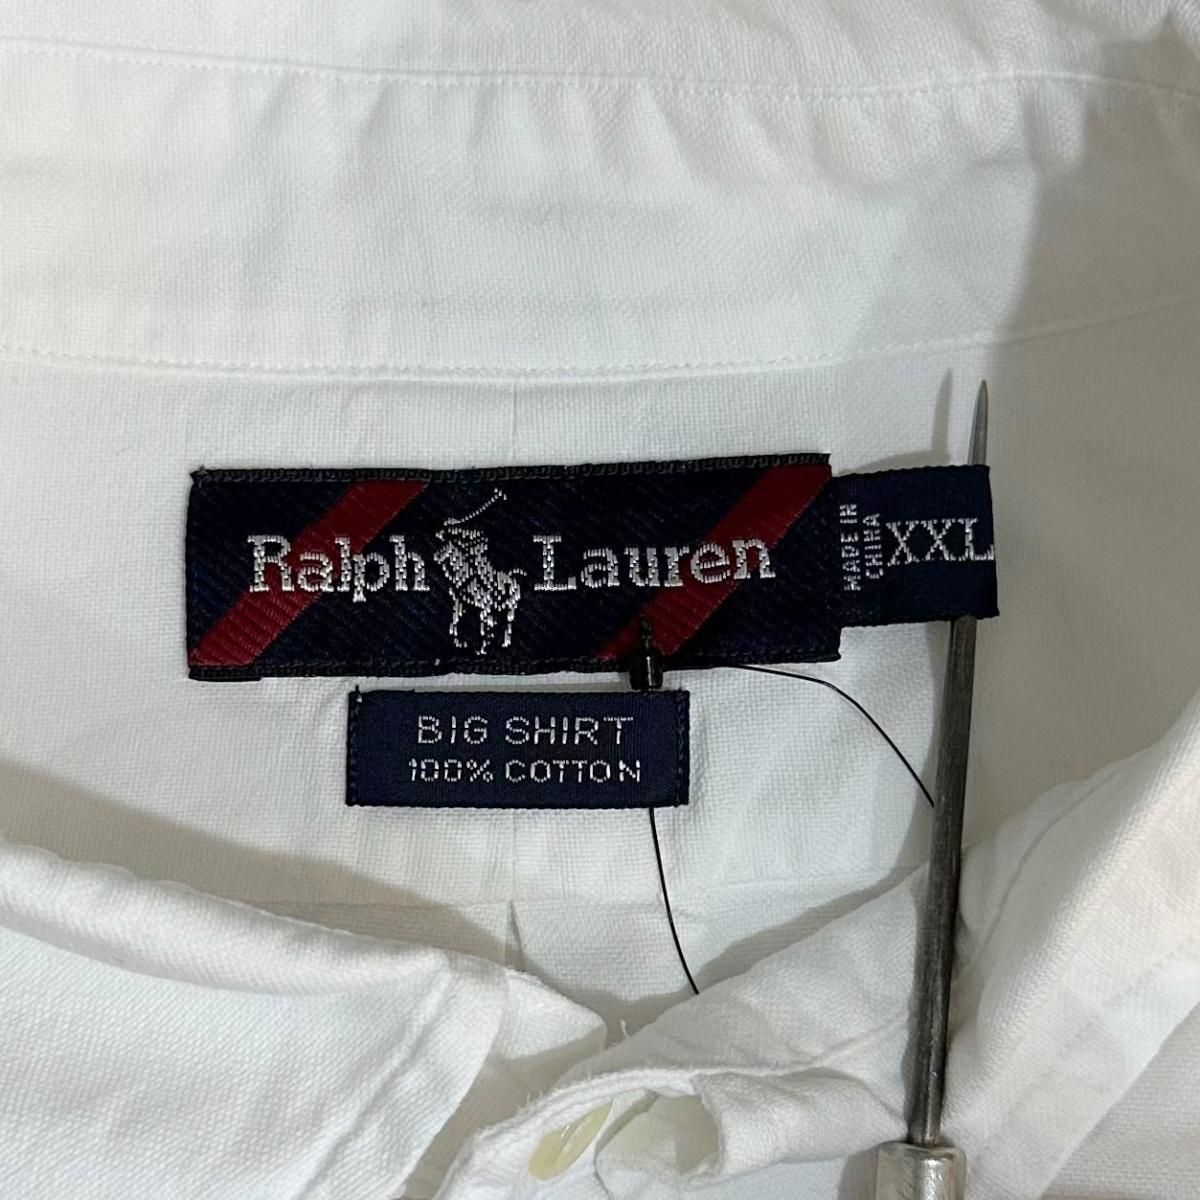 Ralph Lauren
MADE IN
CHINA
XXL
BIG SHIRT
100% COTTON